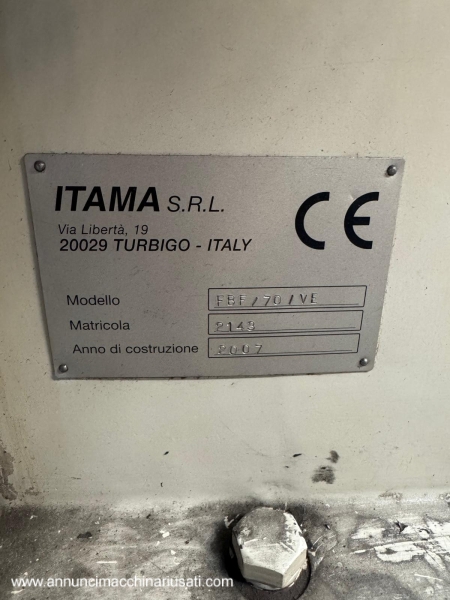 ITAMA S.R.L.
Via Libertà, 19
20029 TURBIGO - ITALY
CE
Modello FBF/70/VE
Matricola 2143
Anno di costruzione 2007
www.annuncimacchinariusati.com